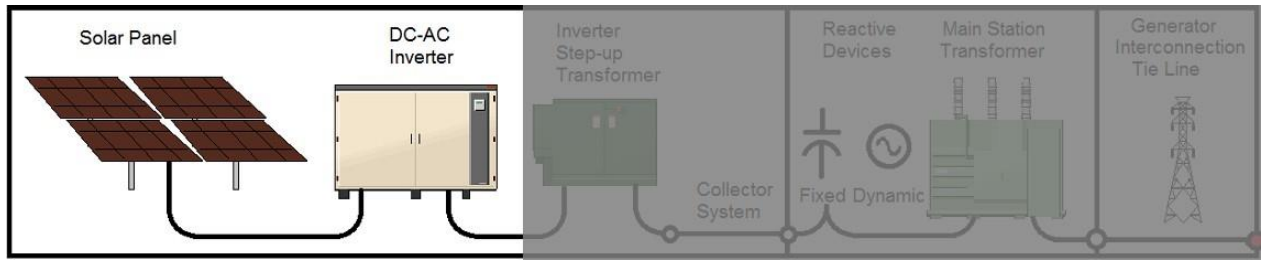 Solar Panel
DC-AC
Inverter
Inverter
Step-up
Transformer
Collector
System
Reactive
Devices
Fixed Dynamic
Main Station
Transformer
Generator
Interconnection
Tie Line